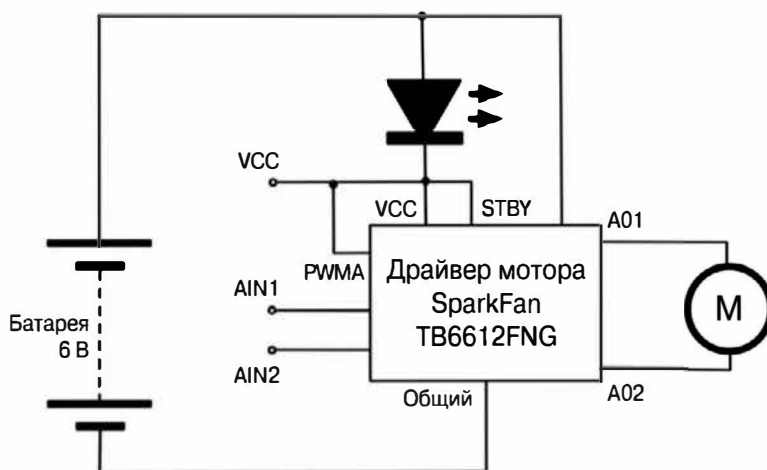 VCC
VCC
STBY
A01
PWMA
Драйвер мотора
SparkFan
TB6612FNG
AIN1
M
Батарея
6 В
AIN2
Общий
A02